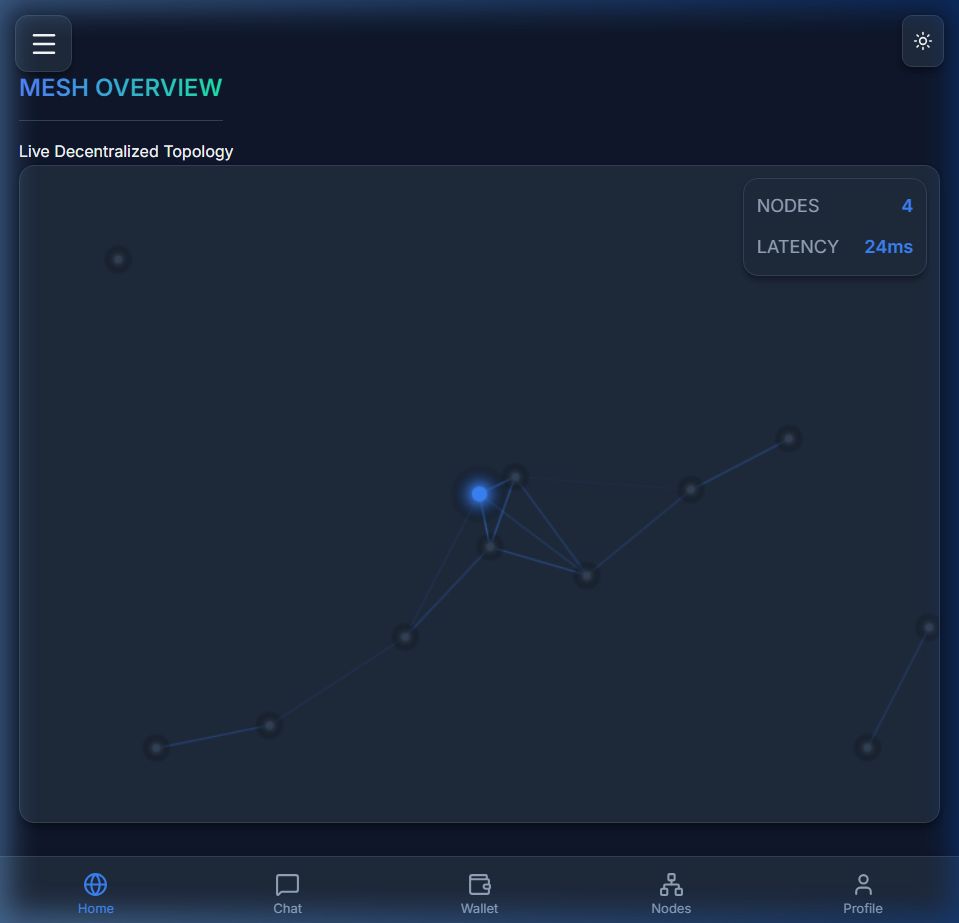 MESH OVERVIEW
Live Decentralized Topology
NODES 4
LATENCY 24ms
Home Chat Wallet Nodes Profile